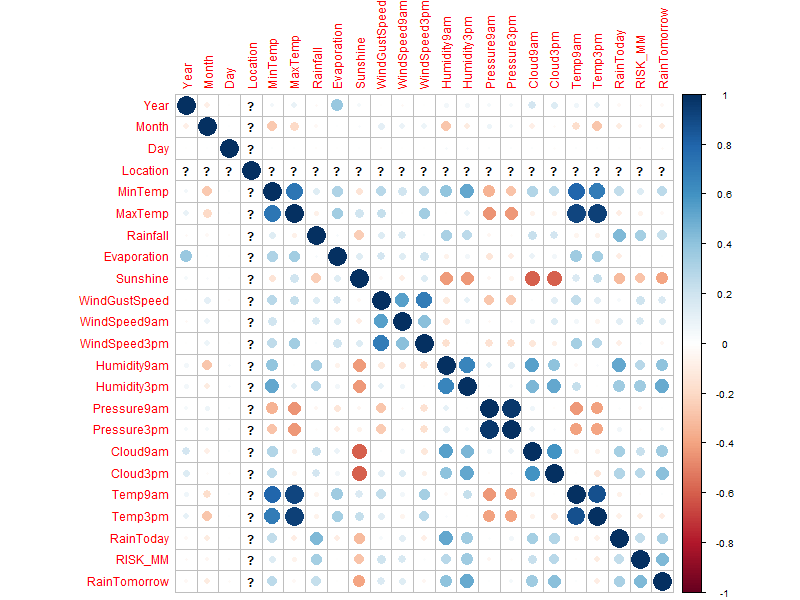 Year
Month
Day
Location
MinTemp
MaxTemp
Rainfall
Evaporation
Sunshine
WindGustSpeed
WindSpeed9am
WindSpeed3pm
Humidity9am
Humidity3pm
Pressure9am
Pressure3pm
Cloud9am
Cloud3pm
Temp9am
Temp3pm
RainToday
RISK_MM
RainTomorrow
Year ?
Month ?
Day ?
Location ? ? ? ? ? ? ? ? ? ? ? ? ? ? ? ? ? ? ? ? ? ?
MinTemp ?
MaxTemp ?
Rainfall ?
Evaporation ?
Sunshine ?
WindGustSpeed ?
WindSpeed9am ?
WindSpeed3pm ?
Humidity9am ?
Humidity3pm ?
Pressure9am ?
Pressure3pm ?
Cloud9am ?
Cloud3pm ?
Temp9am ?
Temp3pm ?
RainToday ?
RISK_MM ?
RainTomorrow ?
1
0.8
0.6
0.4
0.2
0
-0.2
-0.4
-0.6
-0.8
-1